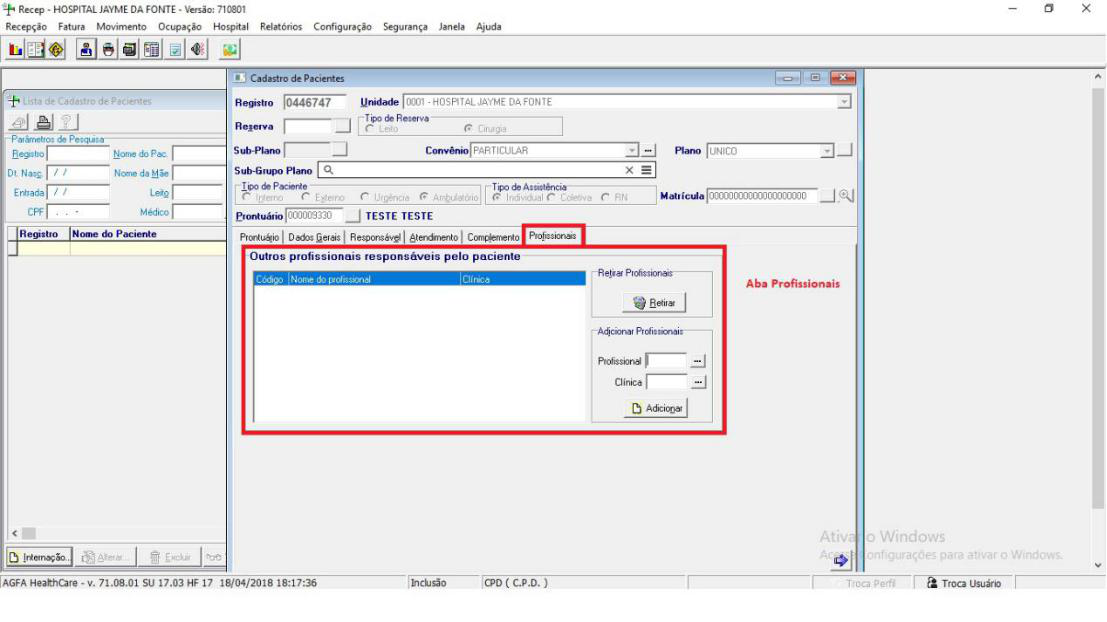 Recep - HOSPITAL JAYME DA FONTE - Versão: 710801
Recepção Fatura Movimento Ocupação Hospital Relatórios Configuração Segurança Janela Ajuda
Lista de Cadastro de Pacientes
Parâmetros de Pesquisa
Registro Nome do Pac.
Dt. Nasc. / / Nome da Mãe
Entrada / / Leito
CPF . . - Médico
Registro Nome do Paciente
Internação... Alterar... Excluir
Cadastro de Pacientes
Registro 0446747 Unidade 0001 - HOSPITAL JAYME DA FONTE
Reserva Tipo de Reserva Leito Cirurgia
Sub-Plano Convênio PARTICULAR Plano UNICO
Sub-Grupo Plano
Tipo de Paciente Tipo de Assistência
Interno Externo Urgência Ambulatório Individual Coletiva RN Matrícula 00000000000000000000
Prontuário 000009330 TESTE TESTE
Prontuário Dados Gerais Responsável Atendimento Complemento Profissionais
Outros profissionais responsáveis pelo paciente
Código Nome do profissional Clínica
Retirar Profissionais
Retirar
Adicionar Profissionais
Profissional
Clínica
Adicionar
Aba Profissionais
Ativar o Windows
configurações para ativar o Windows.
AGFA HealthCare - v. 71.08.01 SU 17.03 HF 17 18/04/2018 18:17:36 Inclusão CPD ( C.P.D. ) Troca Perfil Troca Usuário